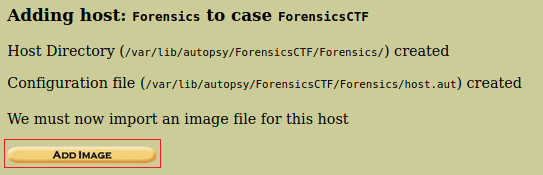 Adding host: Forensics to case ForensicsCTF
Host Directory (/var/lib/autopsy/ForensicsCTF/Forensics/) created
Configuration file (/var/lib/autopsy/ForensicsCTF/Forensics/host.aut) created
We must now import an image file for this host
ADD IMAGE